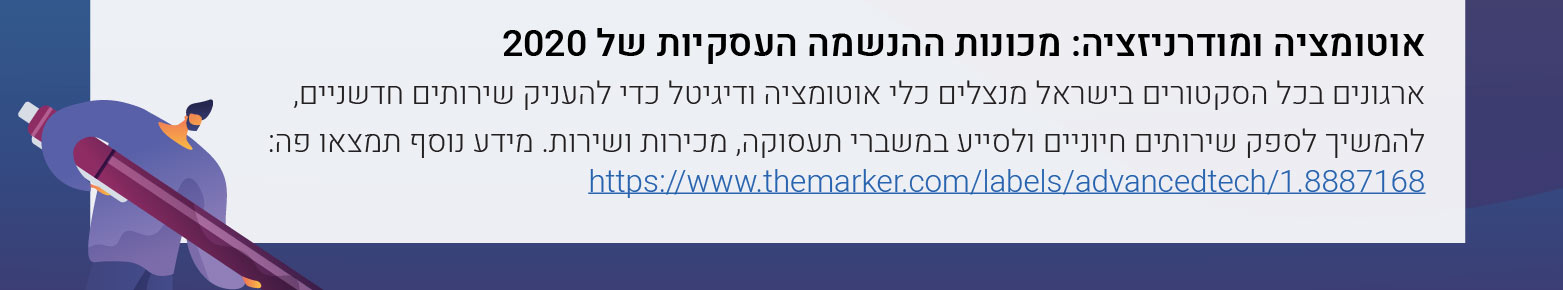 אוטומציה ומודרניזציה: מכונות ההנשמה העסקיות של 2020
ארגונים בכל הסקטורים בישראל מנצלים כלי אוטומציה ודיגיטל כדי להעניק שירותים חדשניים,
להמשיך לספק שירותים חיוניים ולסייע במשברי תעסוקה, מכירות ושירות. מידע נוסף תמצאו פה:
https://www.themarker.com/labels/advancedtech/1.8887168